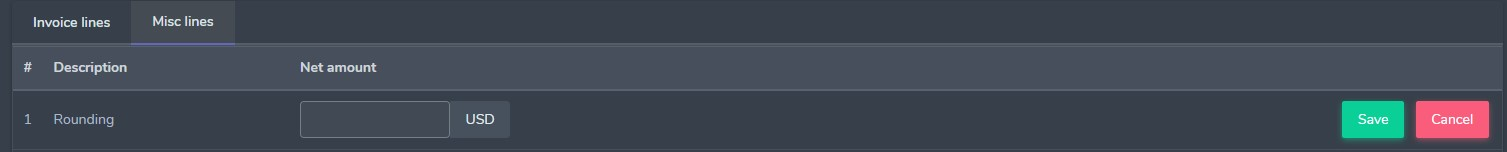 Invoice lines Misc lines
# Description Net amount
1 Rounding USD Save Cancel